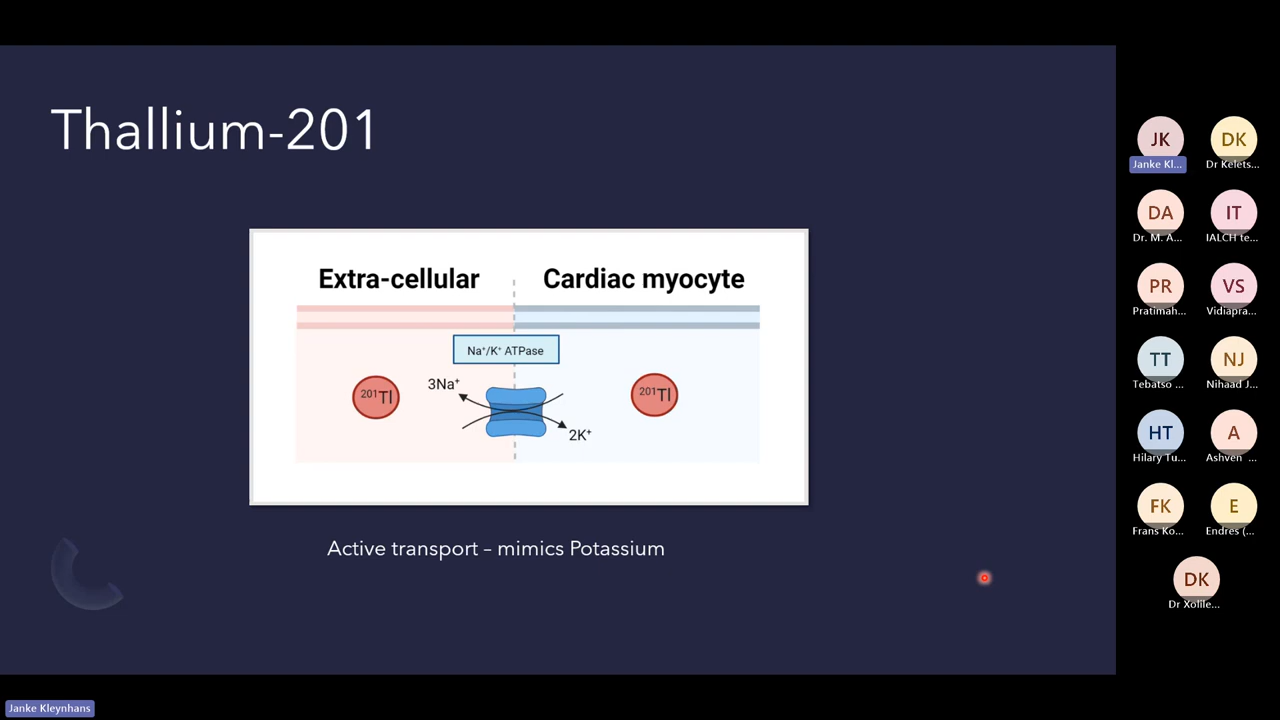 Thallium-201
Extra-cellular
Cardiac myocyte
Na⁺/K⁺ ATPase
²⁰¹Tl
3Na⁺
²⁰¹Tl
2K⁺
Active transport – mimics Potassium
JK
Janke Kl...
DK
Dr Kelets...
DA
Dr. M. A...
IT
IALCH te...
PR
Pratimah...
VS
Vidiapra...
TT
Tebatso ...
NJ
Nihaad J...
HT
Hilary Tu...
A
Ashven ...
FK
Frans Ko...
E
Endres (...
DK
Dr Xolile...
Janke Kleynhans